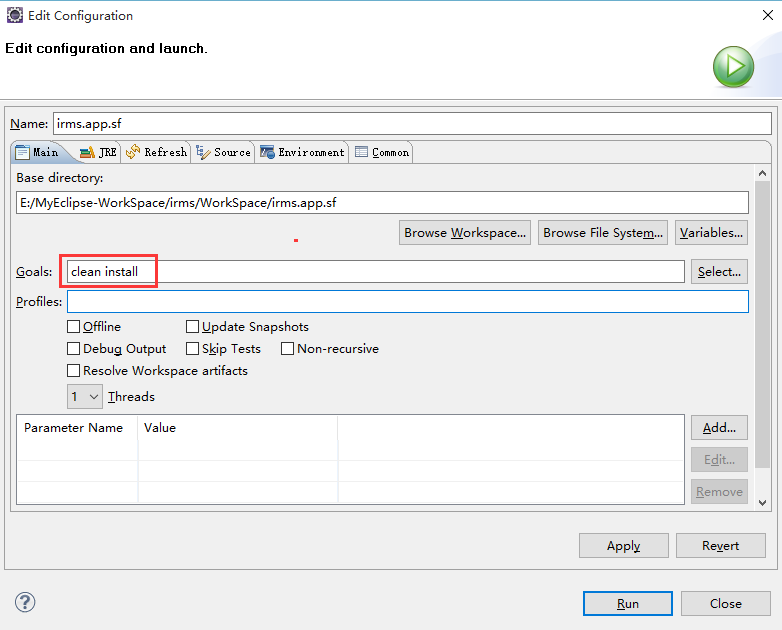 Edit Configuration
Edit configuration and launch.
Name: irms.app.sf
Main JRE Refresh Source Environment Common
Base directory:
E:/MyEclipse-WorkSpace/irms/WorkSpace/irms.app.sf
Browse Workspace... Browse File System... Variables...
Goals: clean install Select...
Profiles:
Offline Update Snapshots
Debug Output Skip Tests Non-recursive
Resolve Workspace artifacts
1 Threads
Parameter Name Value Add...
Edit...
Remove
Apply Revert
? Run Close